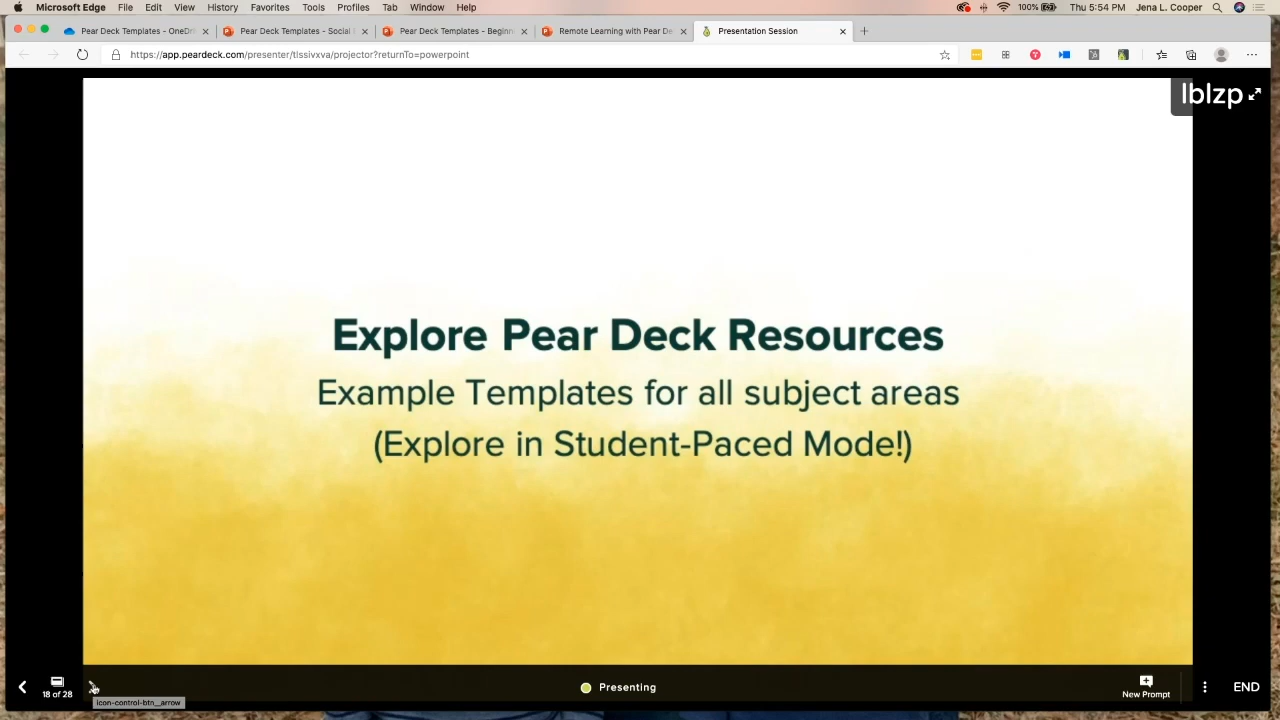 Microsoft Edge File Edit View History Favorites Tools Profiles Tab Window Help 100% Thu 5:54 PM Jena L. Cooper
Pear Deck Templates - OneDri Pear Deck Templates - Social Pear Deck Templates - Beginn Remote Learning with Pear De Presentation Session
https://app.peardeck.com/presenter/tlssivxva/projector?returnTo=powerpoint
lblzp
Explore Pear Deck Resources
Example Templates for all subject areas
(Explore in Student-Paced Mode!)
18 of 28 Presenting New Prompt END
icon-control-btn__arrow